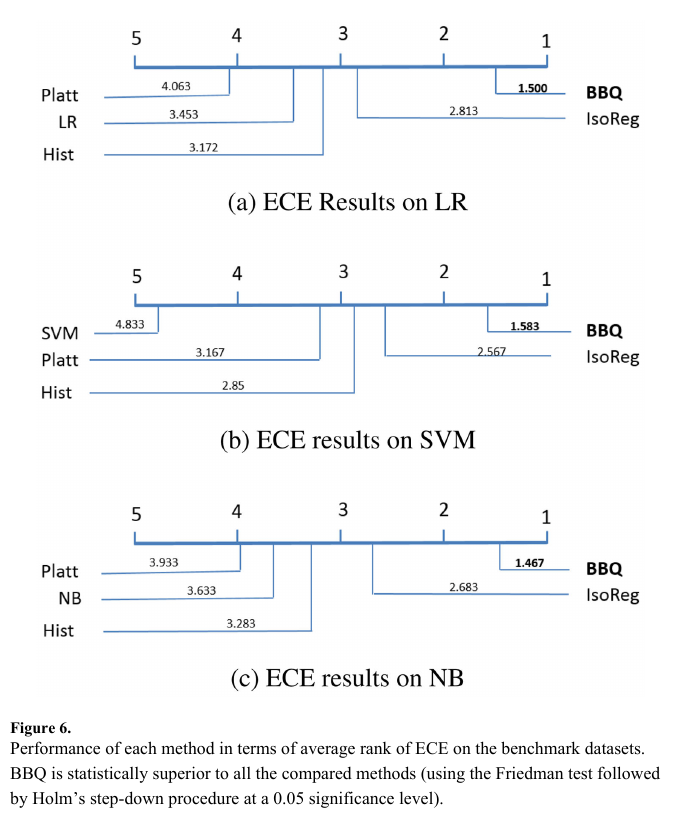 5 4 3 2 1
Platt 4.063 1.500 BBQ
LR 3.453 2.813 IsoReg
Hist 3.172
(a) ECE Results on LR
5 4 3 2 1
SVM 4.833 1.583 BBQ
Platt 3.167 2.567 IsoReg
Hist 2.85
(b) ECE results on SVM
5 4 3 2 1
Platt 3.933 1.467 BBQ
NB 3.633 2.683 IsoReg
Hist 3.283
(c) ECE results on NB
Figure 6.
Performance of each method in terms of average rank of ECE on the benchmark datasets.
BBQ is statistically superior to all the compared methods (using the Friedman test followed
by Holm's step-down procedure at a 0.05 significance level).